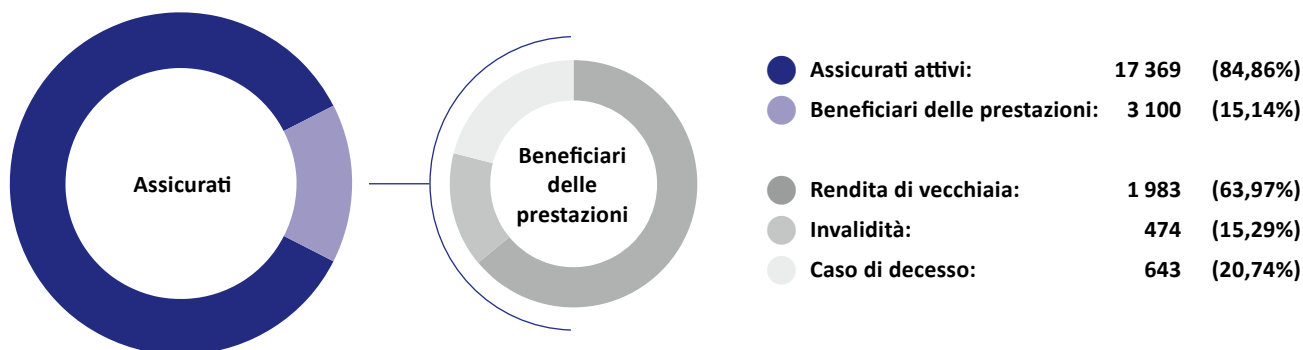 Assicurati
Beneficiari
delle
prestazioni
Assicurati attivi: 17 369 (84,86%)
Beneficiari delle prestazioni: 3 100 (15,14%)
Rendita di vecchiaia: 1 983 (63,97%)
Invalidità: 474 (15,29%)
Caso di decesso: 643 (20,74%)